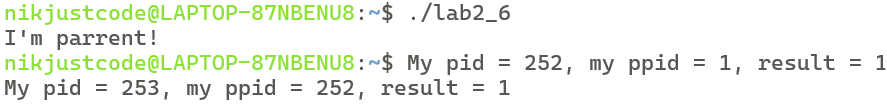 nikjustcode@LAPTOP-87NBENU8:~$ ./lab2_6
I'm parrent!
nikjustcode@LAPTOP-87NBENU8:~$ My pid = 252, my ppid = 1, result = 1
My pid = 253, my ppid = 252, result = 1